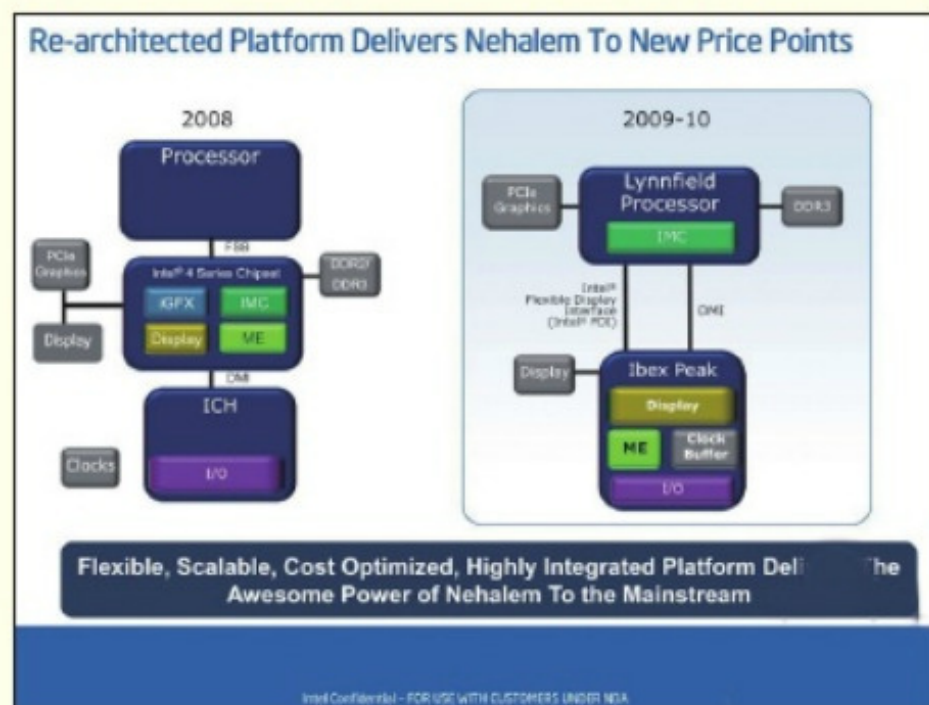 Re-architected Platform Delivers Nehalem To New Price Points
2008
Processor
FSB
PCIe
Graphics
Display
Intel® 4 Series Chipset
iGFX
IMC
Display
ME
DDR2/
DDR3
DMI
ICH
I/O
Clocks
2009-10
PCIe
Graphics
Lynnfield
Processor
IMC
DDR3
Intel®
Flexible Display
Interface
(Intel® FDI)
DMI
Display
Ibex Peak
Display
ME
Clock
Buffer
I/O
Flexible, Scalable, Cost Optimized, Highly Integrated Platform The
Awesome Power of Nehalem To the Mainstream
Intel Confidential - FOR USE WITH CUSTOMERS UNDER NDA